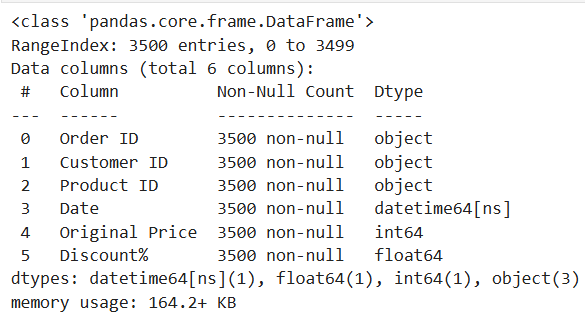 <class 'pandas.core.frame.DataFrame'>
RangeIndex: 3500 entries, 0 to 3499
Data columns (total 6 columns):
 #   Column          Non-Null Count  Dtype
---  ------          --------------  -----
 0   Order ID        3500 non-null   object
 1   Customer ID     3500 non-null   object
 2   Product ID      3500 non-null   object
 3   Date            3500 non-null   datetime64[ns]
 4   Original Price  3500 non-null   int64
 5   Discount%       3500 non-null   float64
dtypes: datetime64[ns](1), float64(1), int64(1), object(3)
memory usage: 164.2+ KB